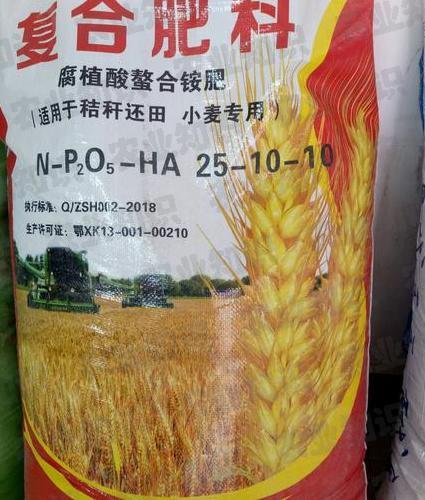 复合肥料
腐植酸螯合铵肥
（适用于秸秆还田 小麦专用）
N-P₂O₅-HA 25-10-10
执行标准：Q/ZSH002-2018
生产许可证：鄂XK13-001-00210